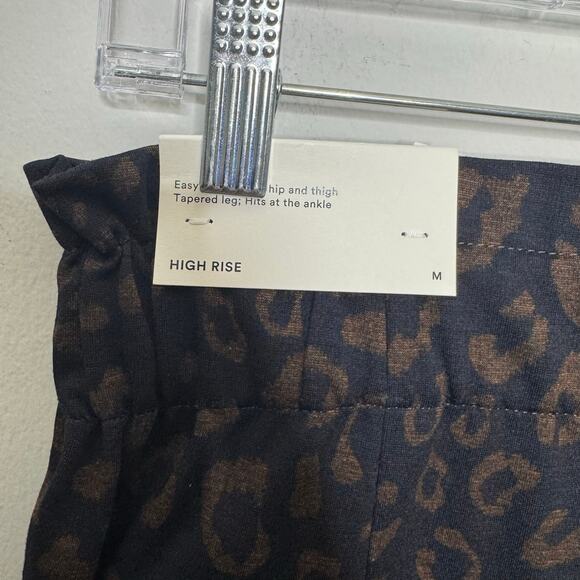 Easy hip and thigh
Tapered leg; Hits at the ankle
HIGH RISE
M